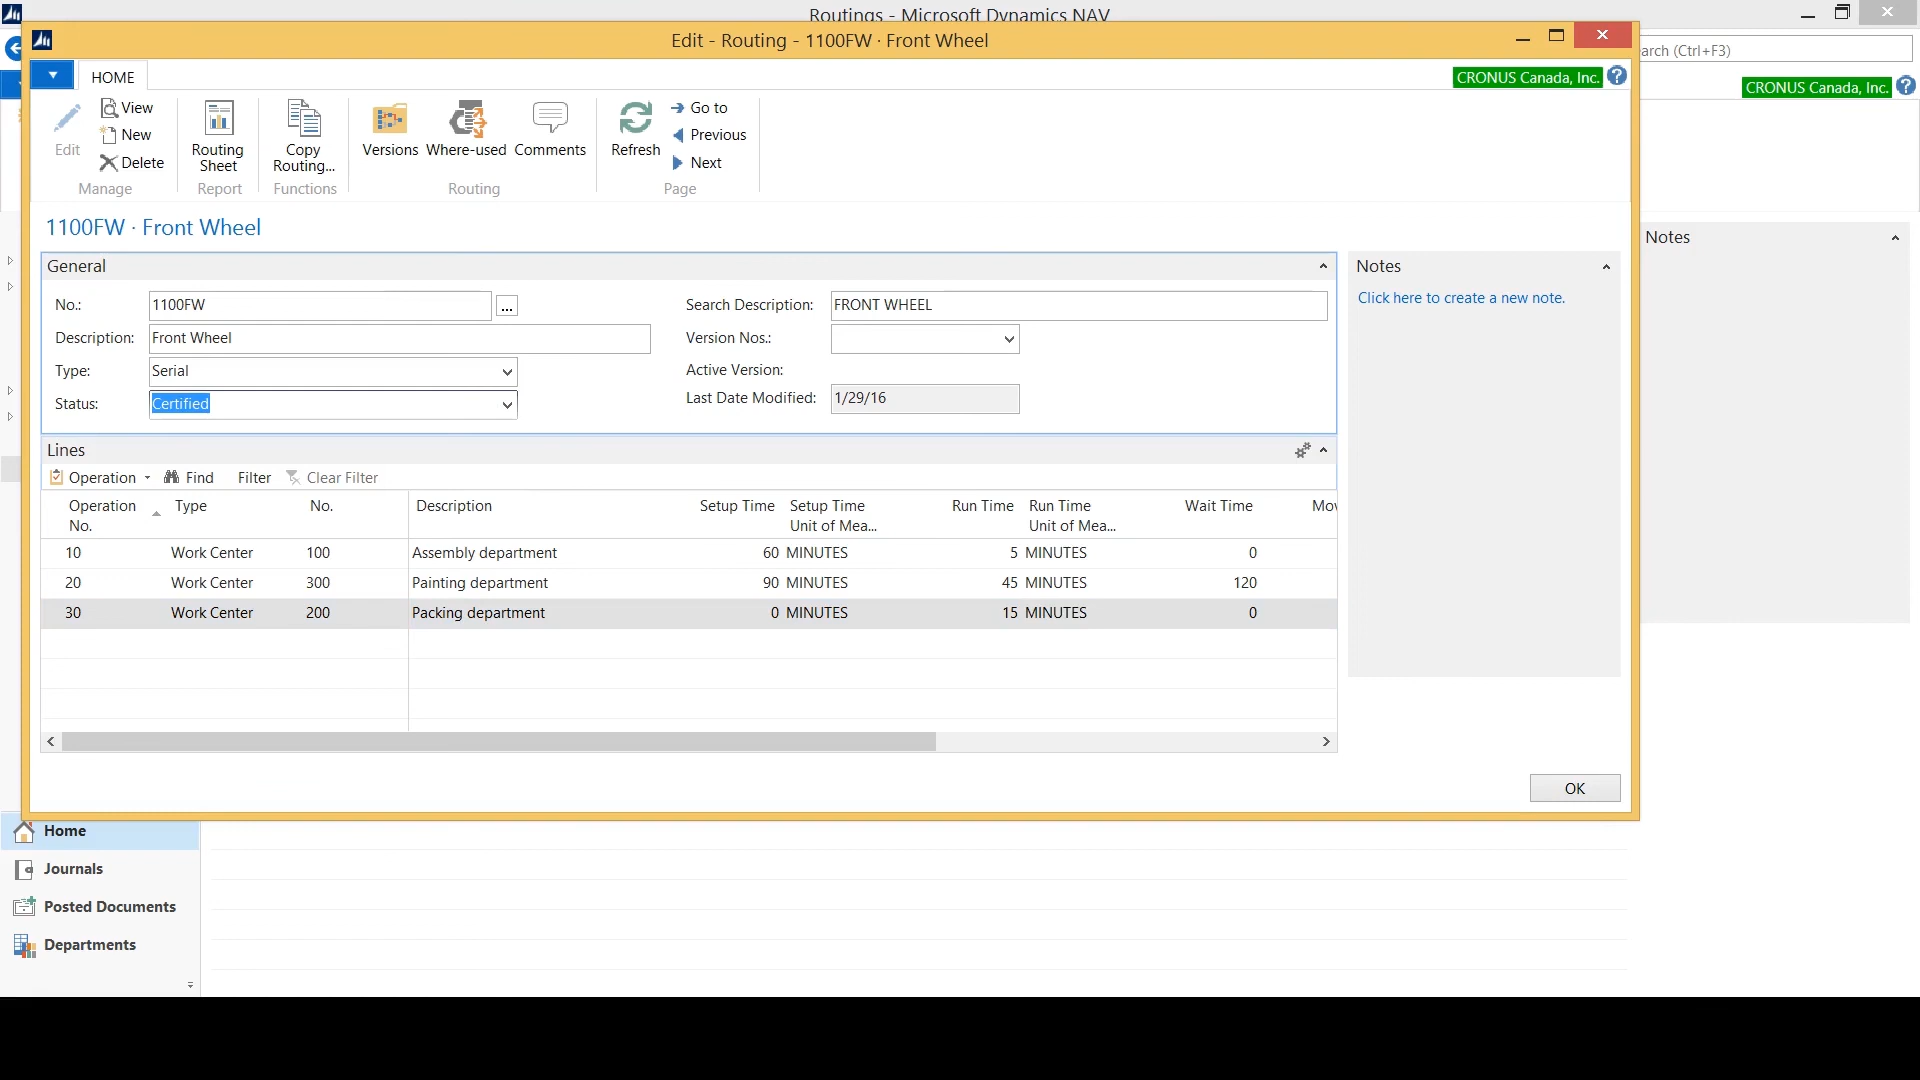 Routings - Microsoft Dynamics NAV
Edit - Routing - 1100FW · Front Wheel
arch (Ctrl+F3)
HOME
CRONUS Canada, Inc.
CRONUS Canada, Inc.
Edit
View
New
Delete
Manage
Routing Sheet
Report
Copy Routing...
Functions
Versions
Where-used
Comments
Routing
Refresh
Go to
Previous
Next
Page
1100FW · Front Wheel
General
Notes
Notes
Click here to create a new note.
No.: 1100FW ...
Search Description: FRONT WHEEL
Description: Front Wheel
Version Nos.:
Type: Serial
Active Version:
Status: Certified
Last Date Modified: 1/29/16
Lines
Operation Find Filter Clear Filter
Operation No. Type No. Description Setup Time Setup Time Unit of Mea... Run Time Run Time Unit of Mea... Wait Time Mov
10 Work Center 100 Assembly department 60 MINUTES 5 MINUTES 0
20 Work Center 300 Painting department 90 MINUTES 45 MINUTES 120
30 Work Center 200 Packing department 0 MINUTES 15 MINUTES 0
OK
Home
Journals
Posted Documents
Departments